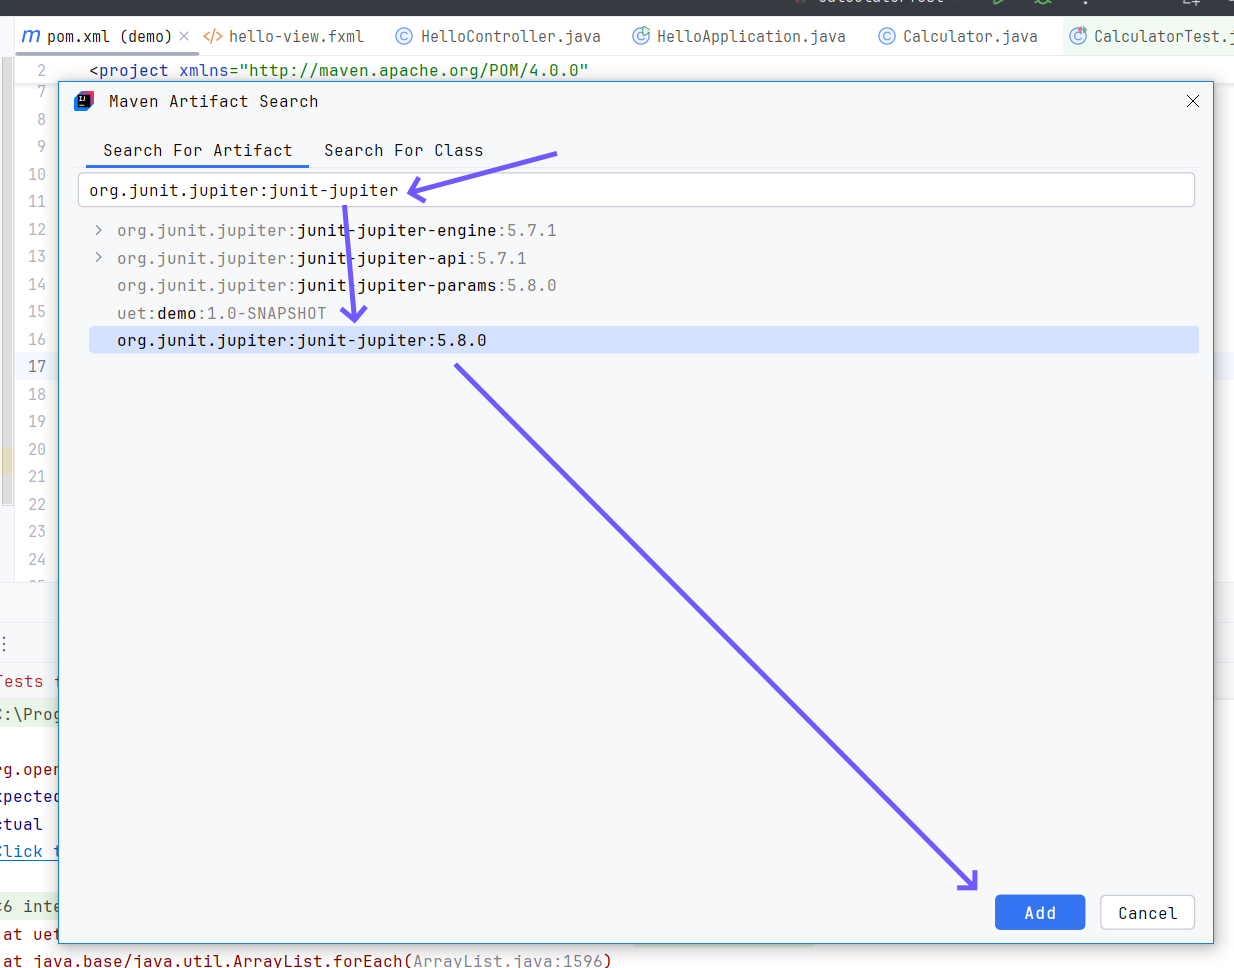 m pom.xml (demo) × </> hello-view.fxml © HelloController.java HelloApplication.java © Calculator.java CalculatorTest.j
2 <project xmlns="http://maven.apache.org/POM/4.0.0"
7
Maven Artifact Search
8
9
Search For Artifact Search For Class
10
org.junit.jupiter:junit-jupiter
11
12
org.junit.jupiter:junit-jupiter-engine:5.7.1
13
org.junit.jupiter:junit-jupiter-api:5.7.1
14
org.junit.jupiter:junit-jupiter-params:5.8.0
15
uet:demo:1.0-SNAPSHOT
16
org.junit.jupiter:junit-jupiter:5.8.0
17
18
19
20
21
22
23
24
Tests
C:\Prog
rg.open
xpected
ctual
Click t
<6 inte
Add Cancel
at uet
at java.base/java.util.ArrayList.forEach(ArrayList.java:1596)